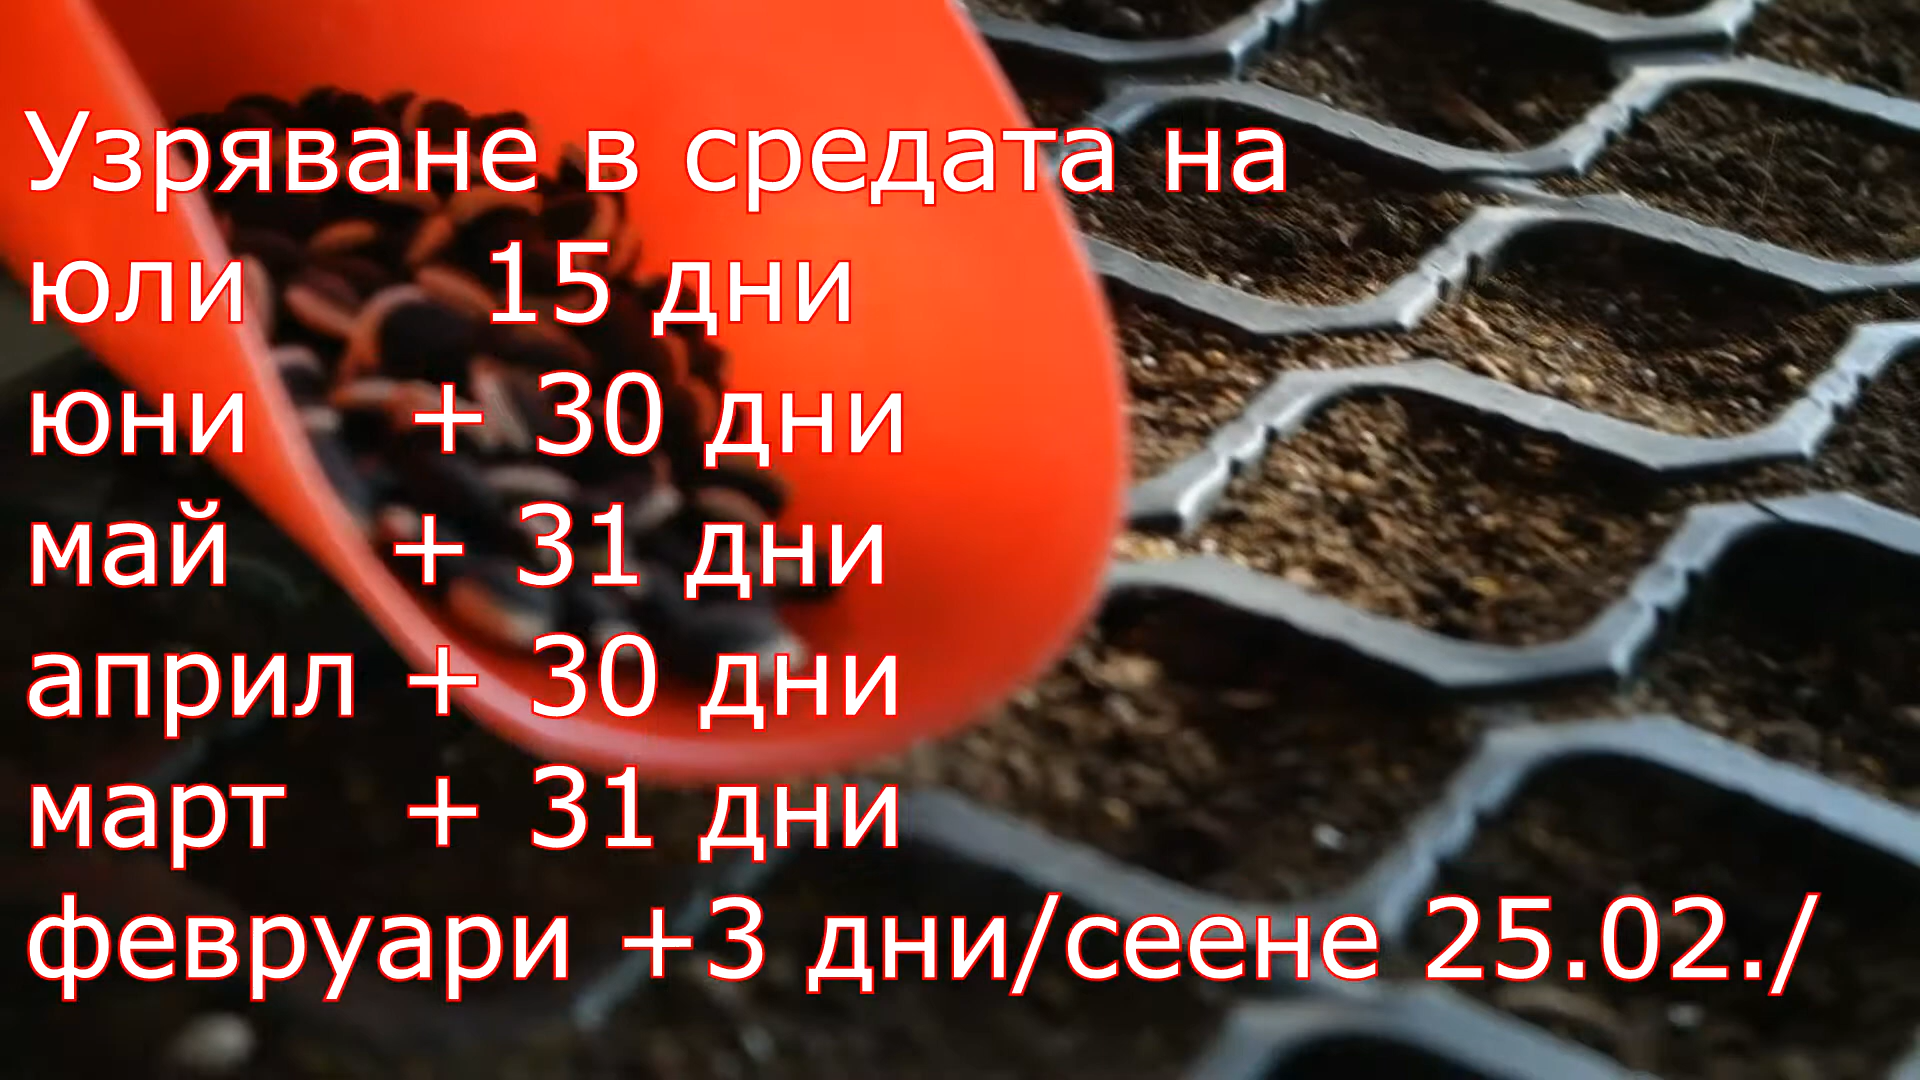 Узряване в средата на
юли 15 дни
юни + 30 дни
май + 31 дни
април + 30 дни
март + 31 дни
февруари +3 дни/сеене 25.02./